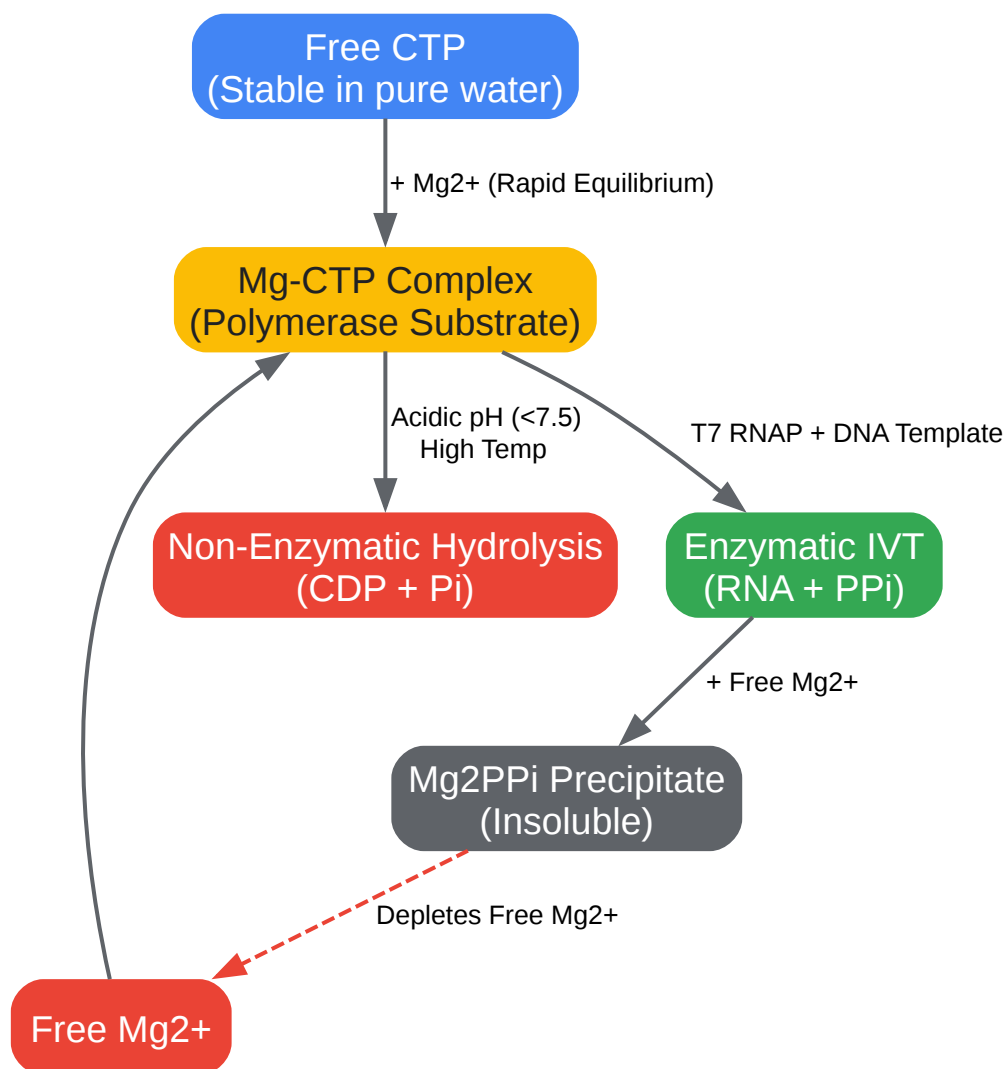 Free CTP
(Stable in pure water)
+ Mg2+ (Rapid Equilibrium)
Mg-CTP Complex
(Polymerase Substrate)
Acidic pH (<7.5)
High Temp
T7 RNAP + DNA Template
Non-Enzymatic Hydrolysis
(CDP + Pi)
Enzymatic IVT
(RNA + PPi)
+ Free Mg2+
Mg2PPi Precipitate
(Insoluble)
Depletes Free Mg2+
Free Mg2+